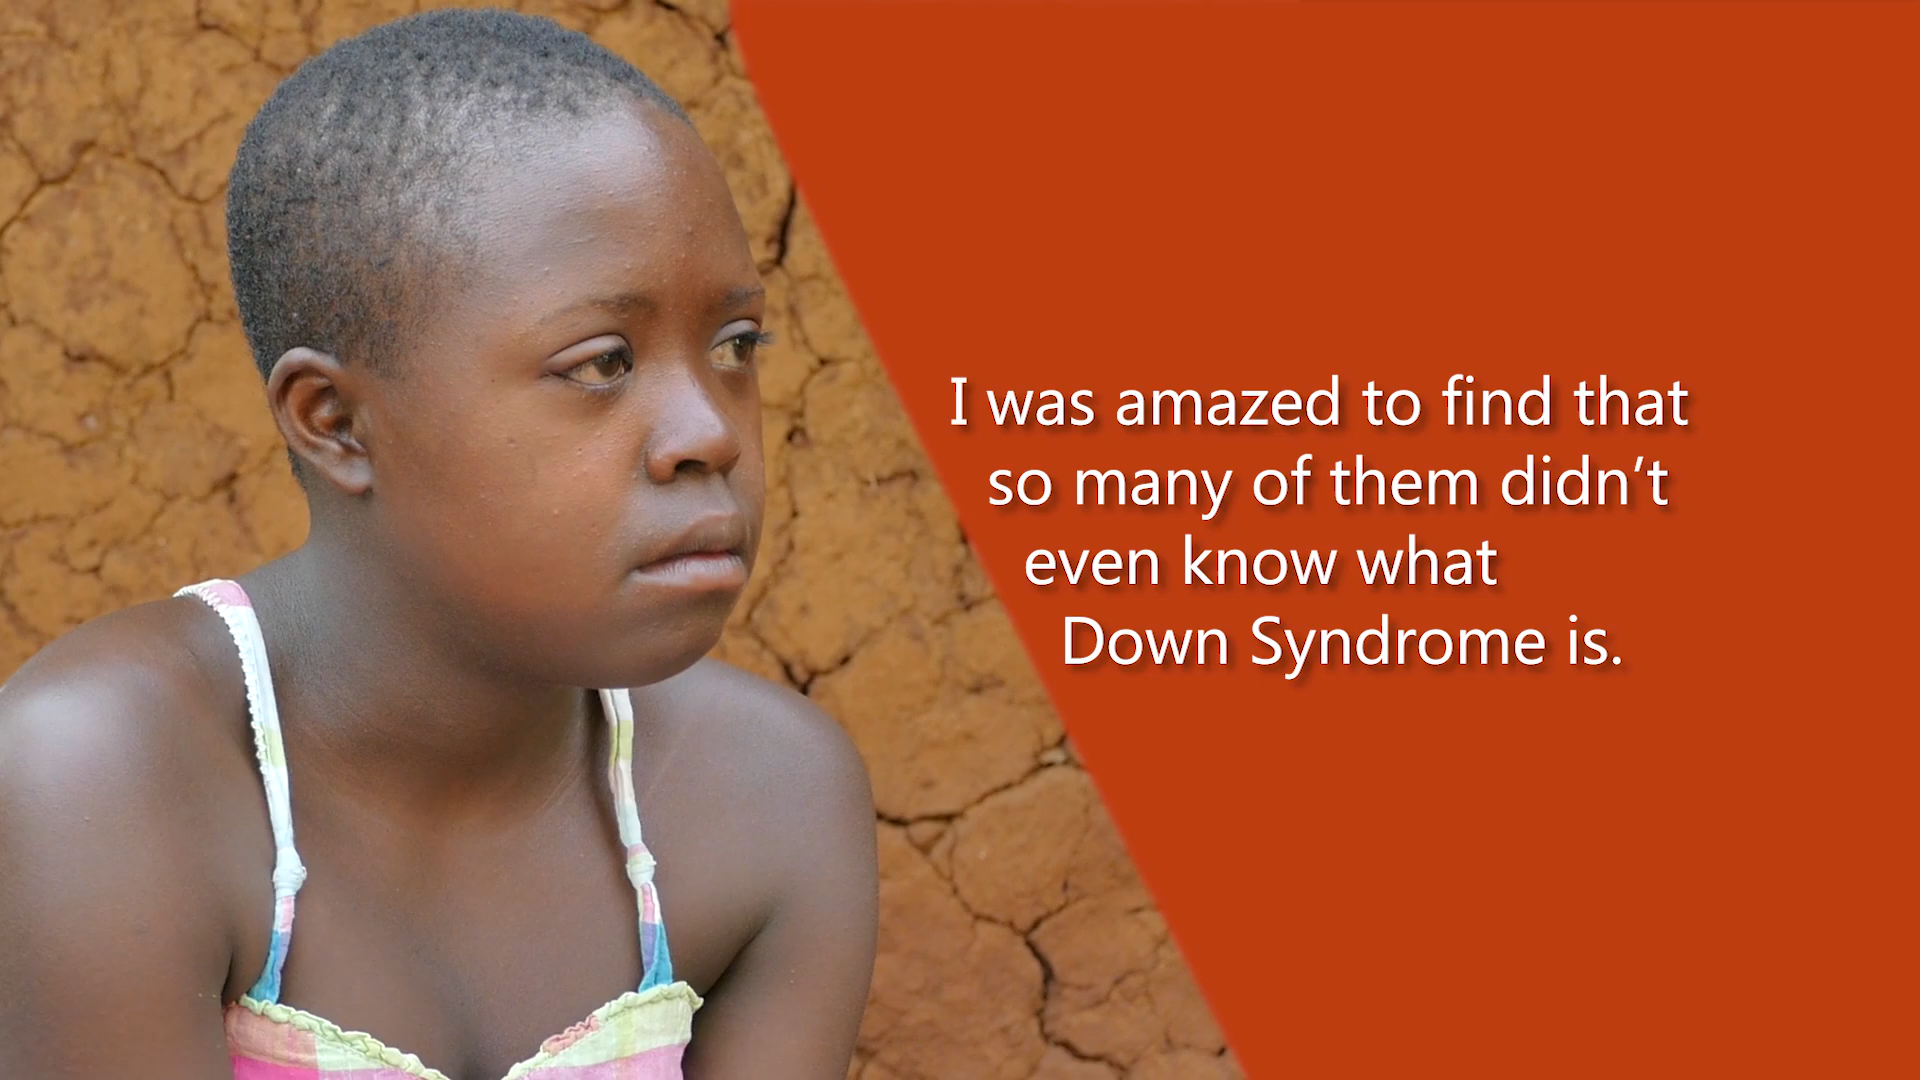 I was amazed to find that
so many of them didn’t
even know what
Down Syndrome is.